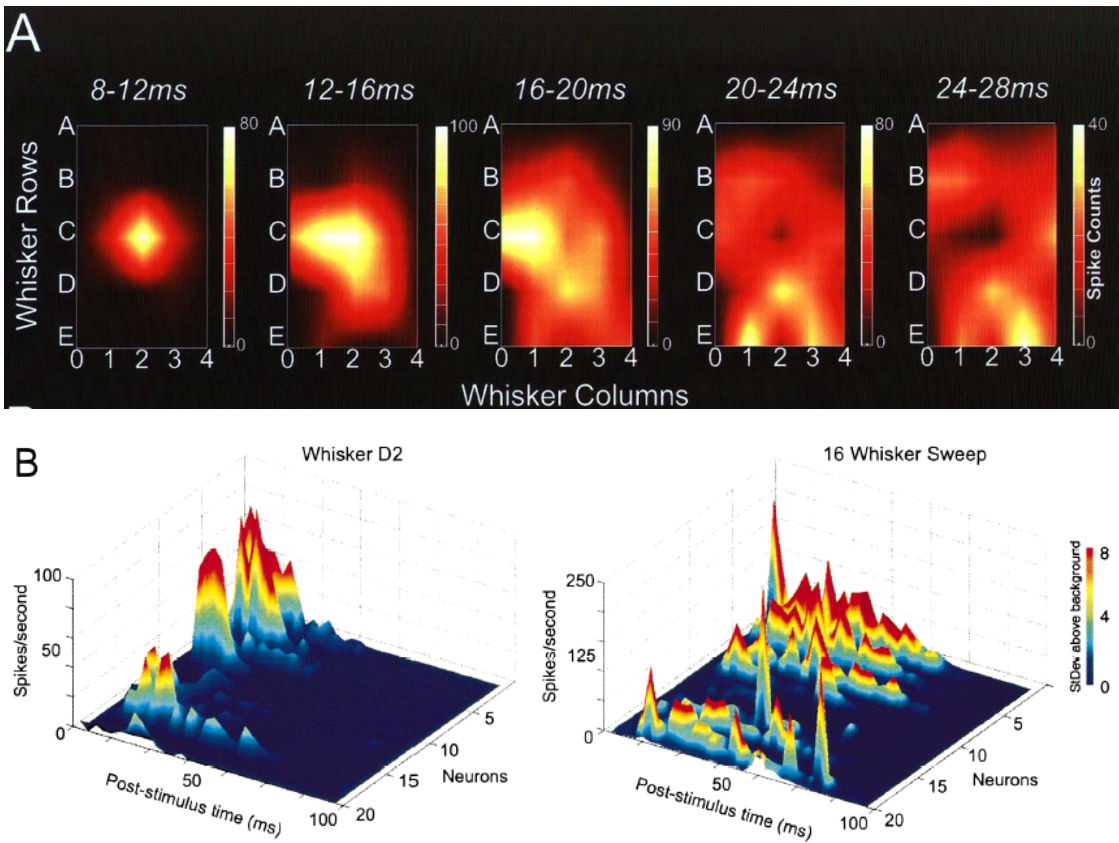 A
8-12ms 12-16ms 16-20ms 20-24ms 24-28ms
Whisker Rows
A 80 A 100 A 90 A 80 A 40
B B B B B
C C C C C
D D D D D
E 0 E 0 E 0 E 0 E 0
0 1 2 3 4 0 1 2 3 4 0 1 2 3 4 0 1 2 3 4 0 1 2 3 4
Spike Counts
Whisker Columns
B
Whisker D2
100
50
0
Spikes/second
50
100
Post-stimulus time (ms)
5
10
15
20
Neurons
16 Whisker Sweep
250
125
0
Spikes/second
50
100
Post-stimulus time (ms)
5
10
15
20
Neurons
8
6
4
2
0
StDev above background